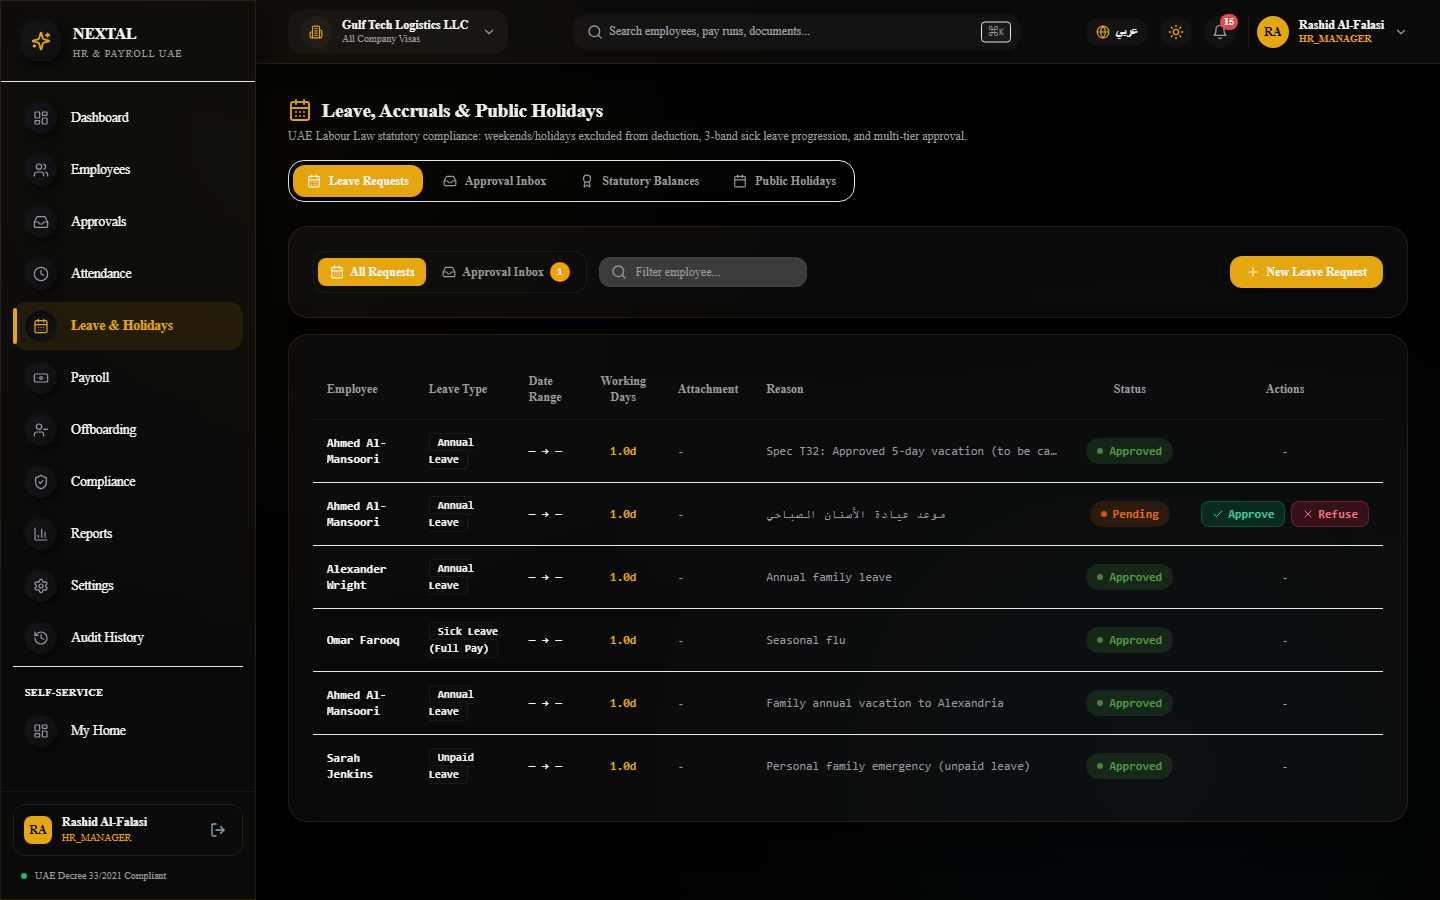 NEXTAL
HR & PAYROLL UAE
Gulf Tech Logistics LLC
All Company Visas
Search employees, pay runs, documents...
⌘K
عربي
15
RA
Rashid Al-Falasi
HR_MANAGER
Dashboard
Employees
Approvals
Attendance
Leave & Holidays
Payroll
Offboarding
Compliance
Reports
Settings
Audit History
SELF-SERVICE
My Home
RA
Rashid Al-Falasi
HR_MANAGER
UAE Decree 33/2021 Compliant
Leave, Accruals & Public Holidays
UAE Labour Law statutory compliance: weekends/holidays excluded from deduction, 3-band sick leave progression, and multi-tier approval.
Leave Requests Approval Inbox Statutory Balances Public Holidays
All Requests Approval Inbox 1 Filter employee... New Leave Request
Employee Leave Type Date Range Working Days Attachment Reason Status Actions
Ahmed Al-Mansoori Annual Leave — → — 1.0d - Spec T32: Approved 5-day vacation (to be ca… Approved -
Ahmed Al-Mansoori Annual Leave — → — 1.0d - موعد عيادة الأسنان الصباحي Pending Approve Refuse
Alexander Wright Annual Leave — → — 1.0d - Annual family leave Approved -
Omar Farooq Sick Leave (Full Pay) — → — 1.0d - Seasonal flu Approved -
Ahmed Al-Mansoori Annual Leave — → — 1.0d - Family annual vacation to Alexandria Approved -
Sarah Jenkins Unpaid Leave — → — 1.0d - Personal family emergency (unpaid leave) Approved -